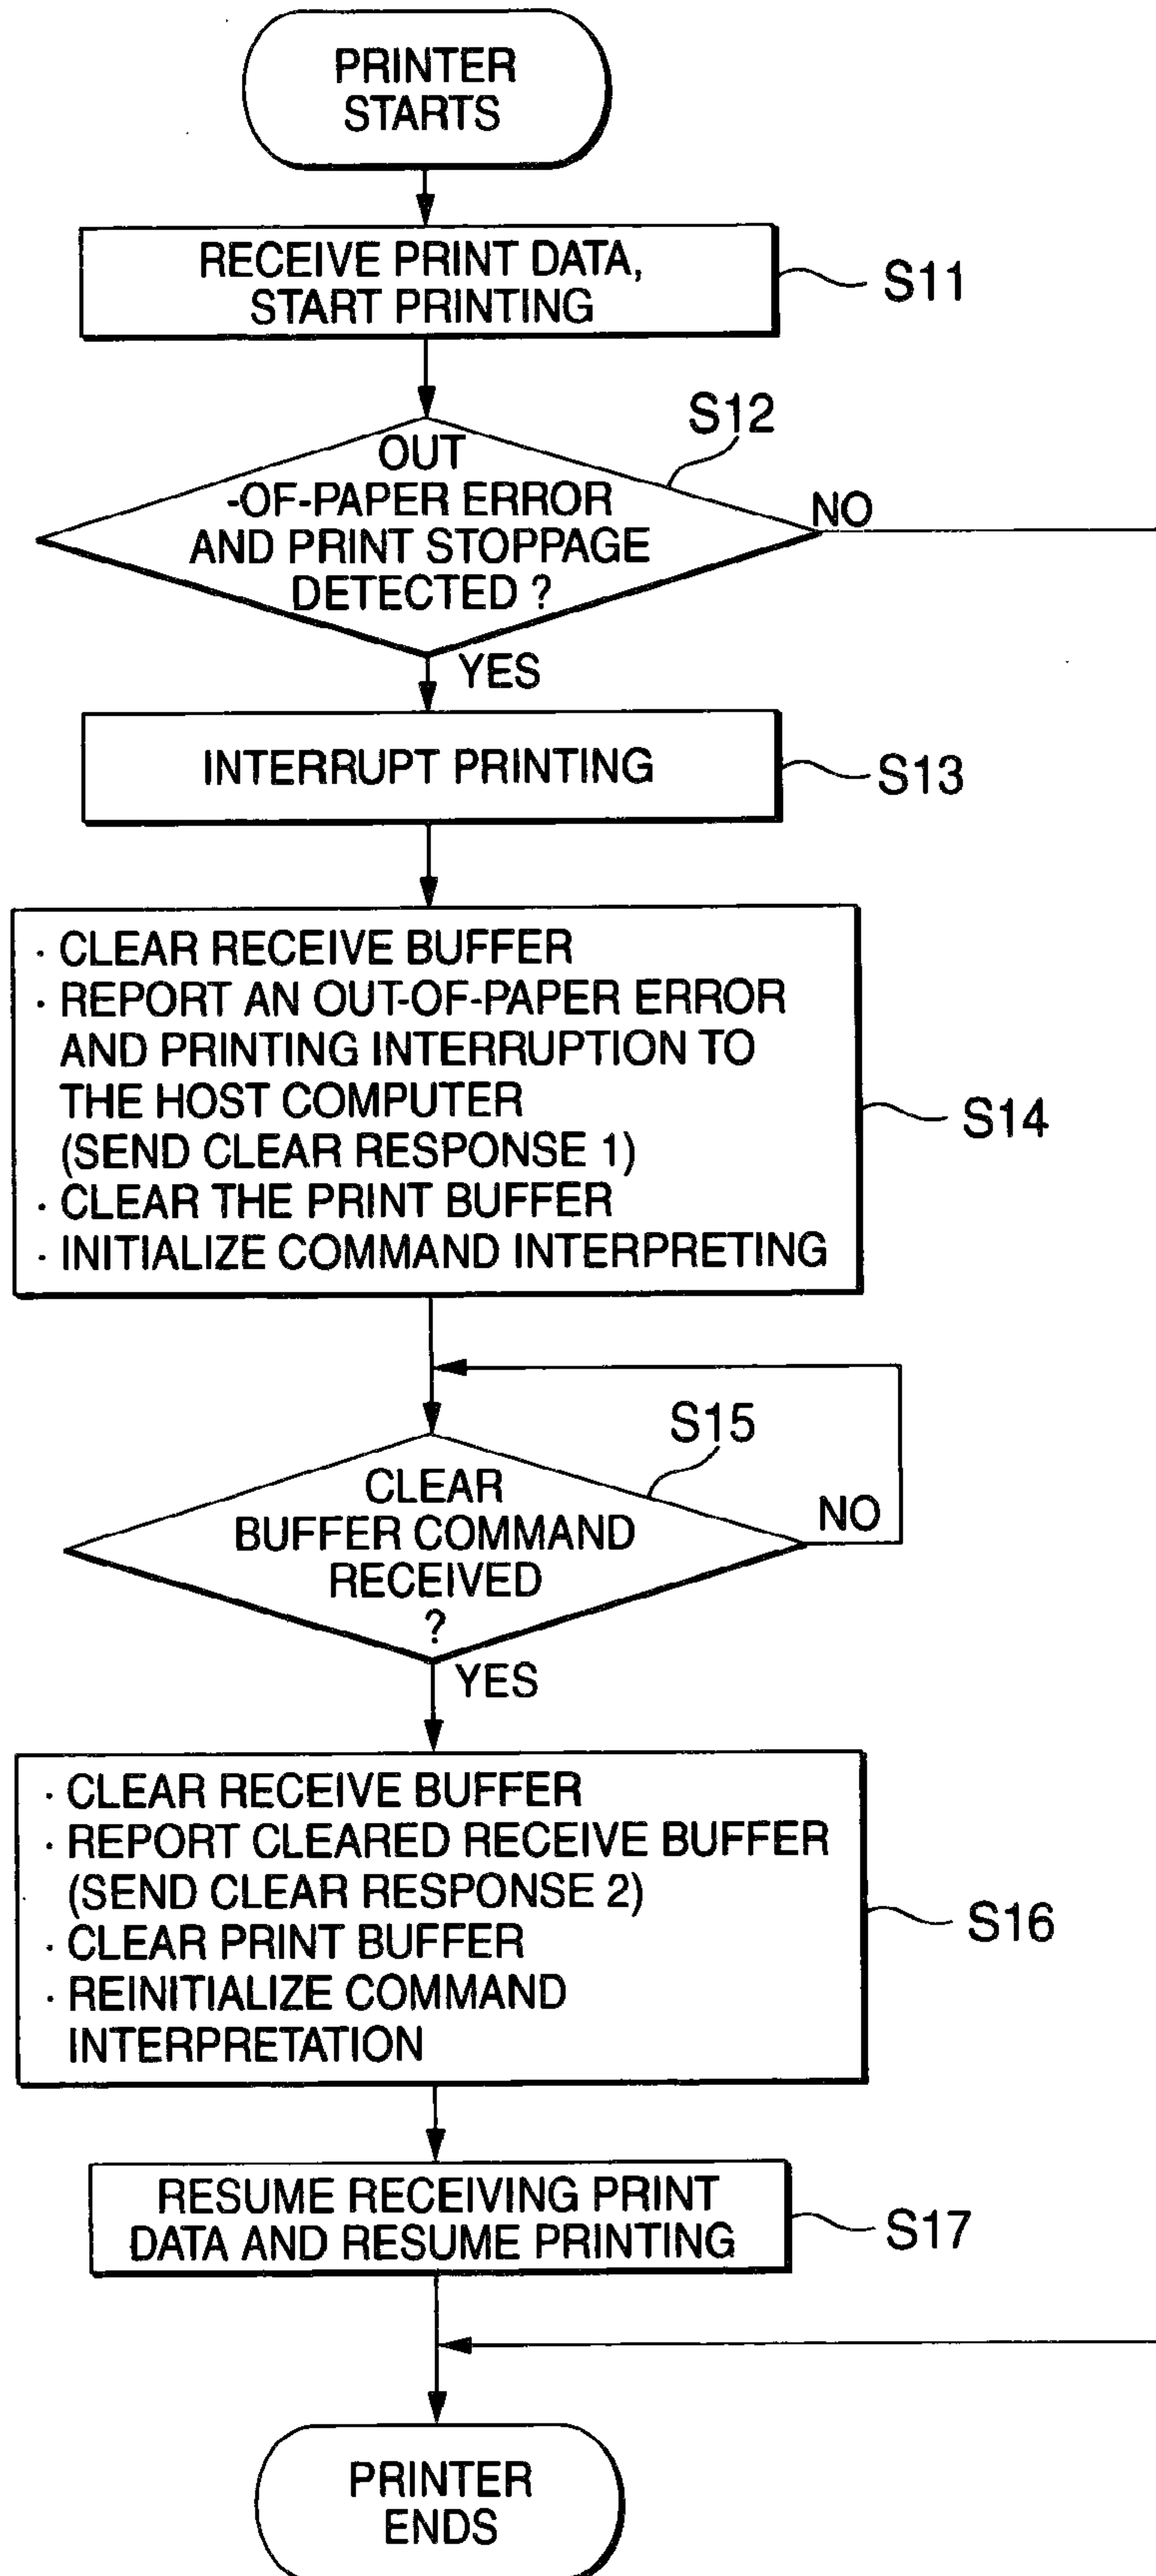 PRINTER
STARTS
RECEIVE PRINT DATA,
START PRINTING
S11
S12
OUT
-OF-PAPER ERROR
AND PRINT STOPPAGE
DETECTED ?
NO
YES
INTERRUPT PRINTING
S13
· CLEAR RECEIVE BUFFER
· REPORT AN OUT-OF-PAPER ERROR
AND PRINTING INTERRUPTION TO
THE HOST COMPUTER
(SEND CLEAR RESPONSE 1)
· CLEAR THE PRINT BUFFER
· INITIALIZE COMMAND INTERPRETING
S14
S15
CLEAR
BUFFER COMMAND
RECEIVED
?
NO
YES
· CLEAR RECEIVE BUFFER
· REPORT CLEARED RECEIVE BUFFER
(SEND CLEAR RESPONSE 2)
· CLEAR PRINT BUFFER
· REINITIALIZE COMMAND
INTERPRETATION
S16
RESUME RECEIVING PRINT
DATA AND RESUME PRINTING
S17
PRINTER
ENDS